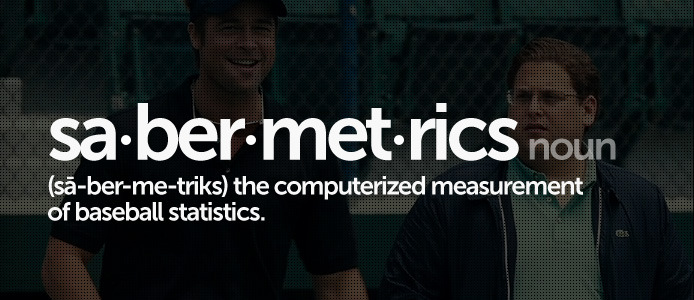 sa·ber·met·rics noun
(sā-ber-me-triks) the computerized measurement
of baseball statistics.